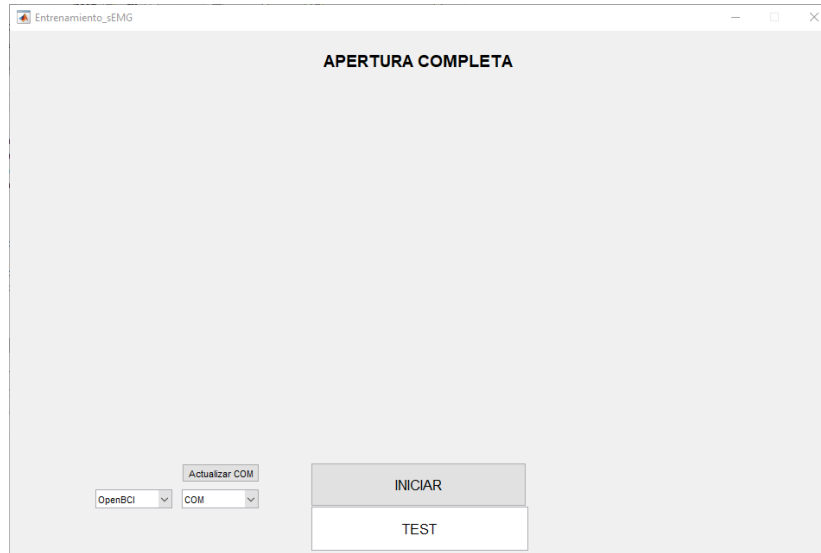 Entrenamiento_sEMG
APERTURA COMPLETA
Actualizar COM
OpenBCI
COM
INICIAR
TEST